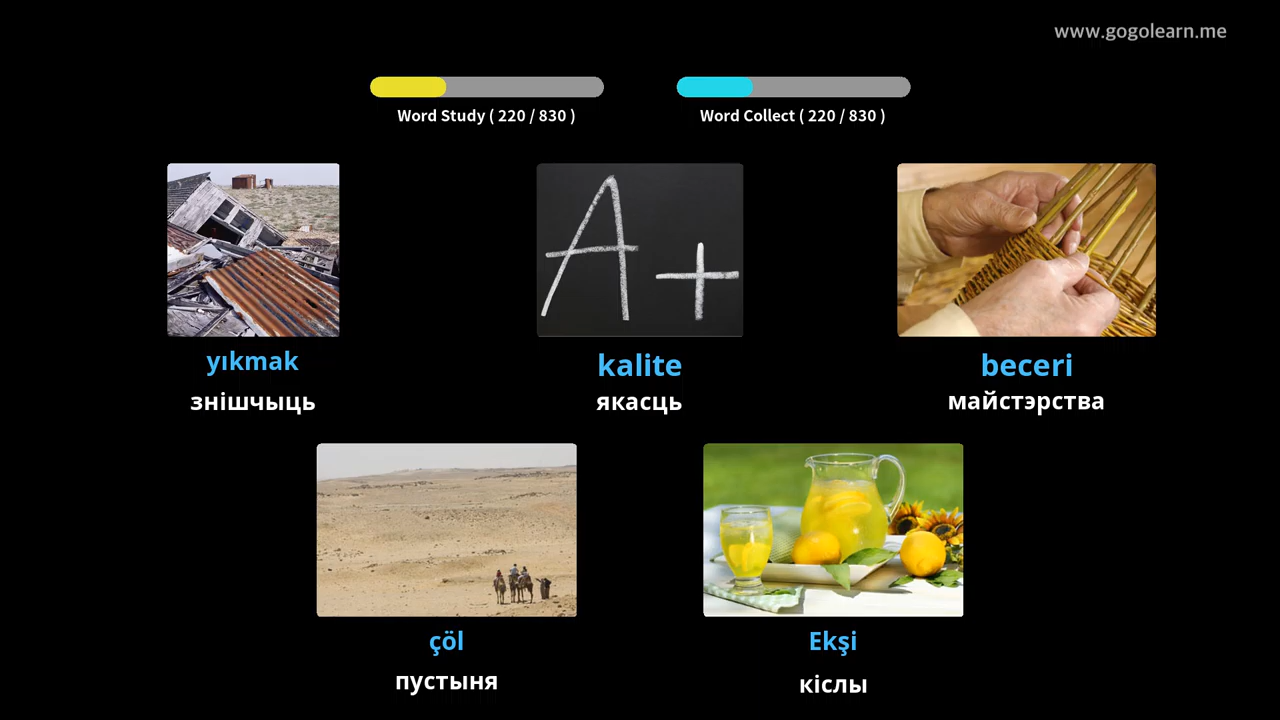 www.gogolearn.me
Word Study ( 220 / 830 )
Word Collect ( 220 / 830 )
A+
yıkmak
знішчыць
kalite
якасць
beceri
майстэрства
çöl
пустыня
Ekşi
кіслы